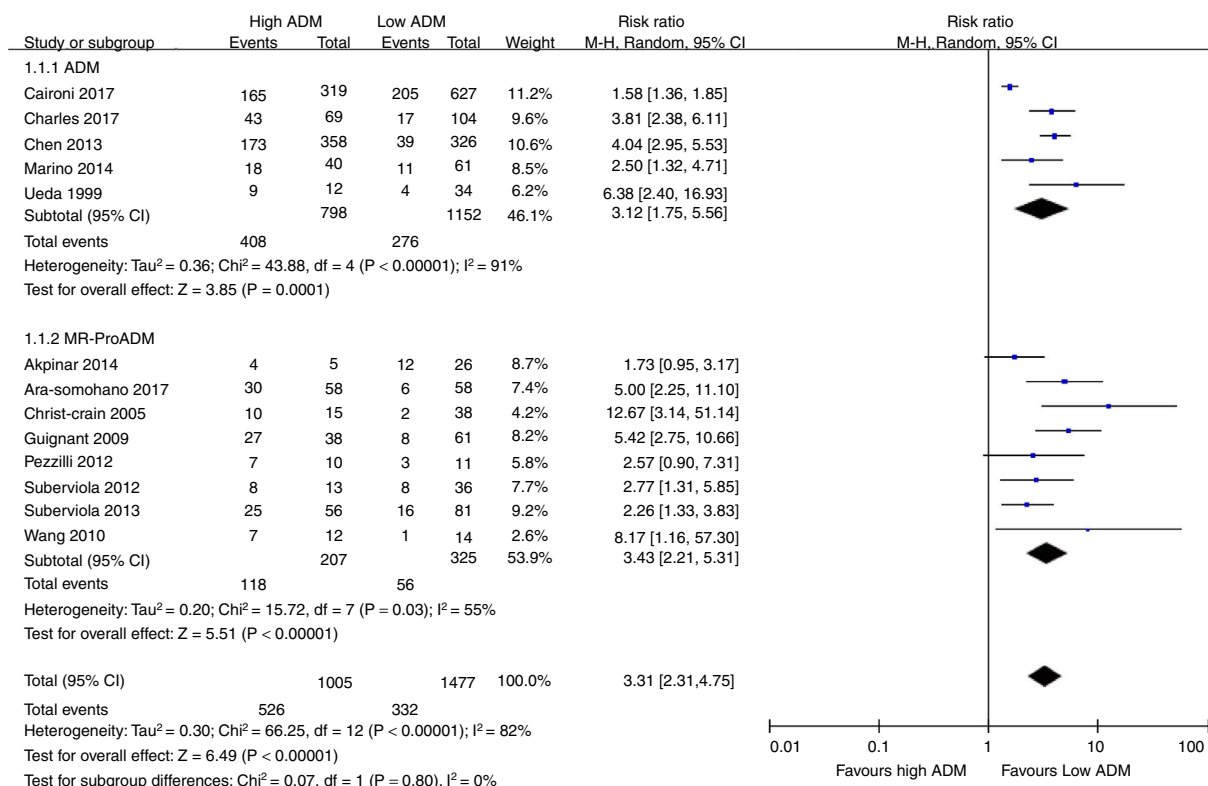 High ADM Low ADM Risk ratio Risk ratio
Study or subgroup Events Total Events Total Weight M-H, Random, 95% CI M-H, Random, 95% CI
1.1.1 ADM
Caironi 2017 165 319 205 627 11.2% 1.58 [1.36, 1.85]
Charles 2017 43 69 17 104 9.6% 3.81 [2.38, 6.11]
Chen 2013 173 358 39 326 10.6% 4.04 [2.95, 5.53]
Marino 2014 18 40 11 61 8.5% 2.50 [1.32, 4.71]
Ueda 1999 9 12 4 34 6.2% 6.38 [2.40, 16.93]
Subtotal (95% CI) 798 1152 46.1% 3.12 [1.75, 5.56]
Total events 408 276
Heterogeneity: Tau² = 0.36; Chi² = 43.88, df = 4 (P < 0.00001); I² = 91%
Test for overall effect: Z = 3.85 (P = 0.0001)
1.1.2 MR-ProADM
Akpinar 2014 4 5 12 26 8.7% 1.73 [0.95, 3.17]
Ara-somohano 2017 30 58 6 58 7.4% 5.00 [2.25, 11.10]
Christ-crain 2005 10 15 2 38 4.2% 12.67 [3.14, 51.14]
Guignant 2009 27 38 8 61 8.2% 5.42 [2.75, 10.66]
Pezzilli 2012 7 10 3 11 5.8% 2.57 [0.90, 7.31]
Suberviola 2012 8 13 8 36 7.7% 2.77 [1.31, 5.85]
Suberviola 2013 25 56 16 81 9.2% 2.26 [1.33, 3.83]
Wang 2010 7 12 1 14 2.6% 8.17 [1.16, 57.30]
Subtotal (95% CI) 207 325 53.9% 3.43 [2.21, 5.31]
Total events 118 56
Heterogeneity: Tau² = 0.20; Chi² = 15.72, df = 7 (P = 0.03); I² = 55%
Test for overall effect: Z = 5.51 (P < 0.00001)
Total (95% CI) 1005 1477 100.0% 3.31 [2.31,4.75]
Total events 526 332
Heterogeneity: Tau² = 0.30; Chi² = 66.25, df = 12 (P < 0.00001); I² = 82%
Test for overall effect: Z = 6.49 (P < 0.00001)
Test for subgroup differences: Chi² = 0.07, df = 1 (P = 0.80), I² = 0%
0.01 0.1 1 10 100
Favours high ADM Favours Low ADM